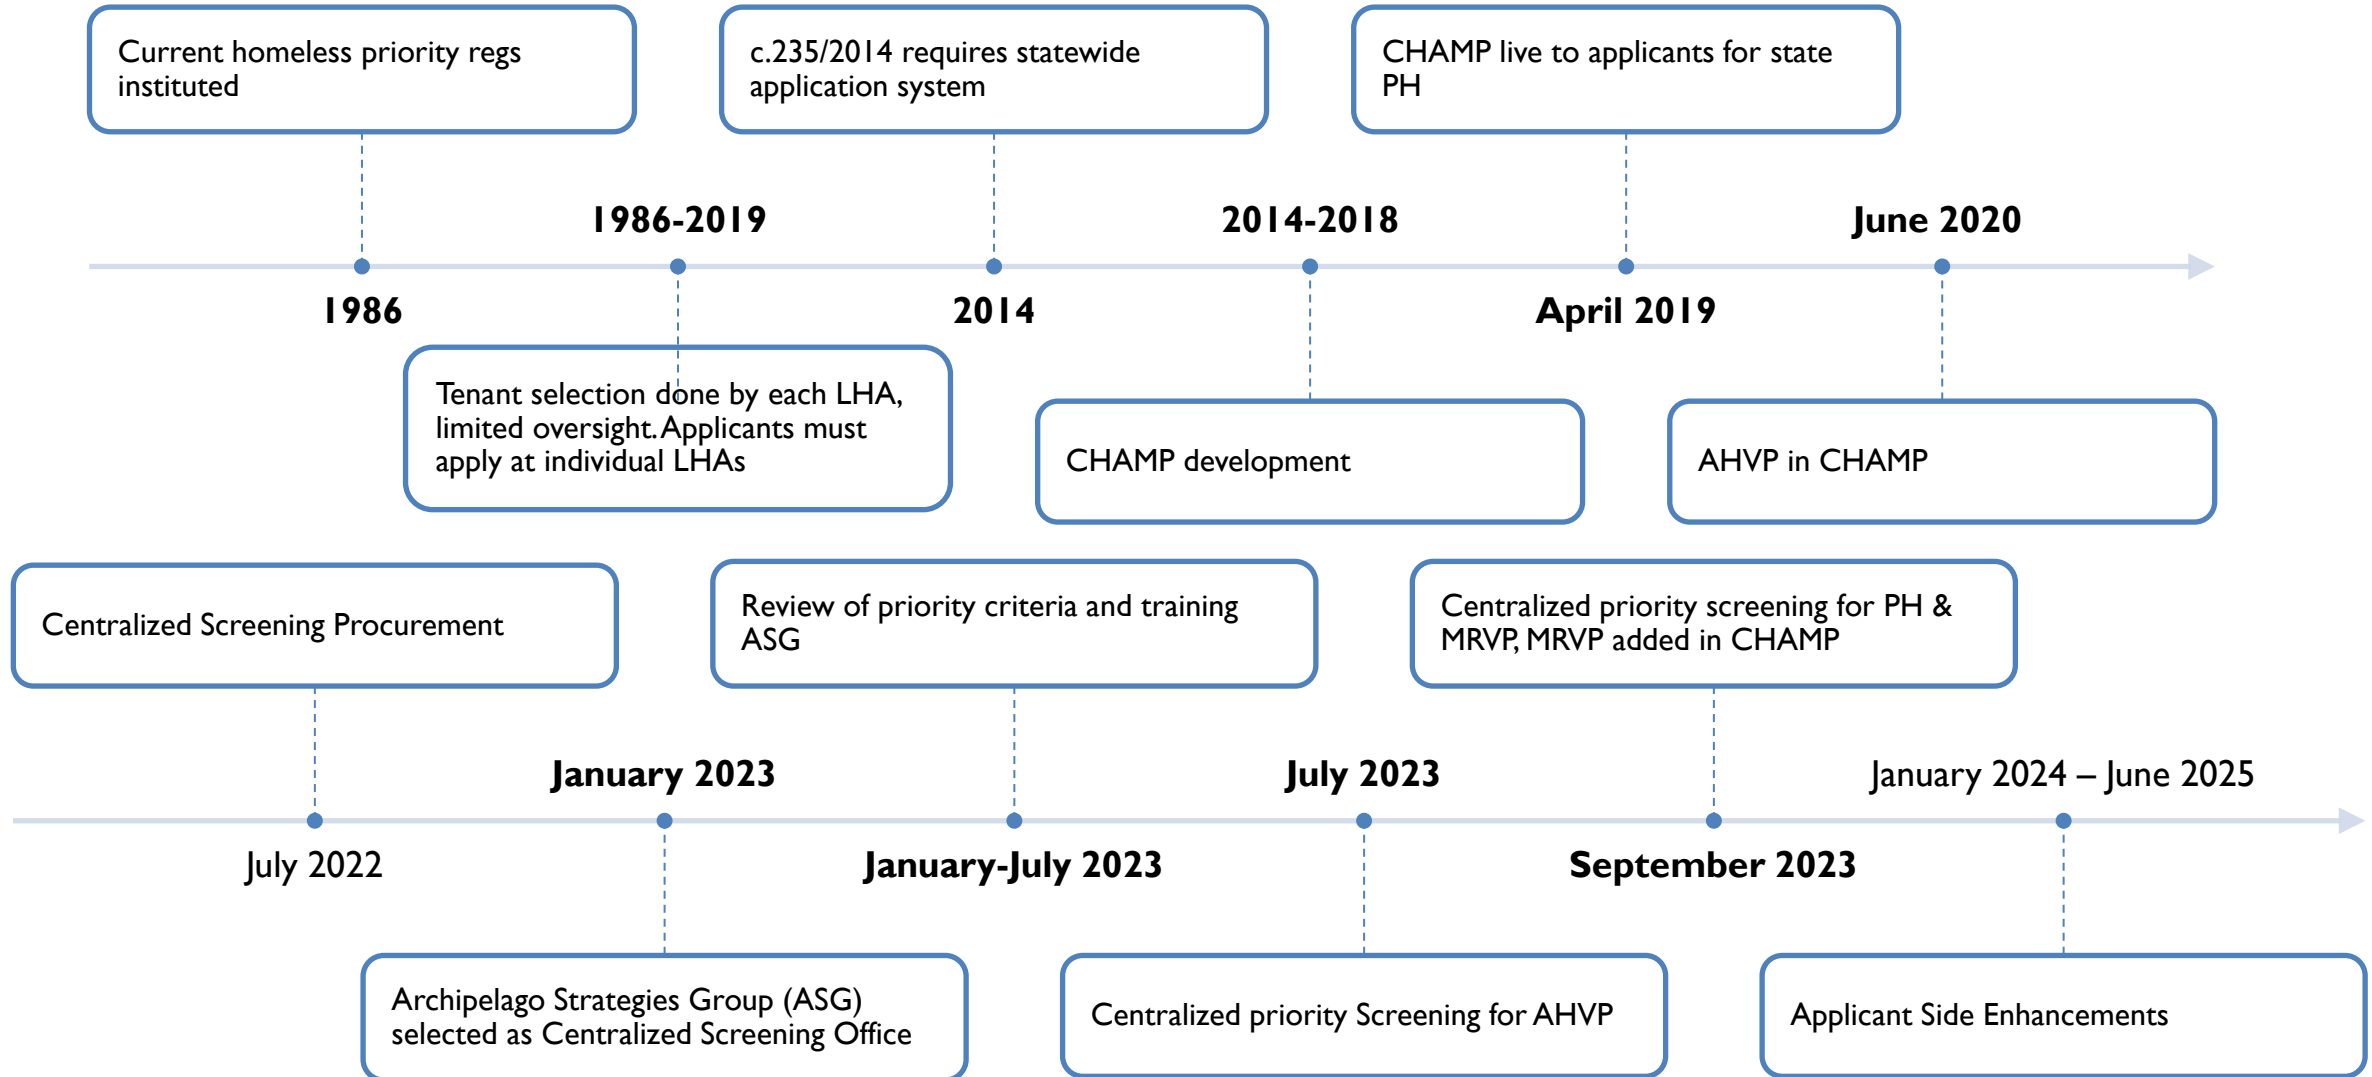 Current homeless priority regs
instituted
c.235/2014 requires statewide
application system
CHAMP live to applicants for state
PH
1986-2019
2014-2018
June 2020
1986
2014
April 2019
Tenant selection done by each LHA,
limited oversight. Applicants must
apply at individual LHAs
CHAMP development
AHVP in CHAMP
Centralized Screening Procurement
Review of priority criteria and training
ASG
Centralized priority screening for PH &
MRVP, MRVP added in CHAMP
January 2023
July 2023
January 2024 – June 2025
July 2022
January-July 2023
September 2023
Archipelago Strategies Group (ASG)
selected as Centralized Screening Office
Centralized priority Screening for AHVP
Applicant Side Enhancements